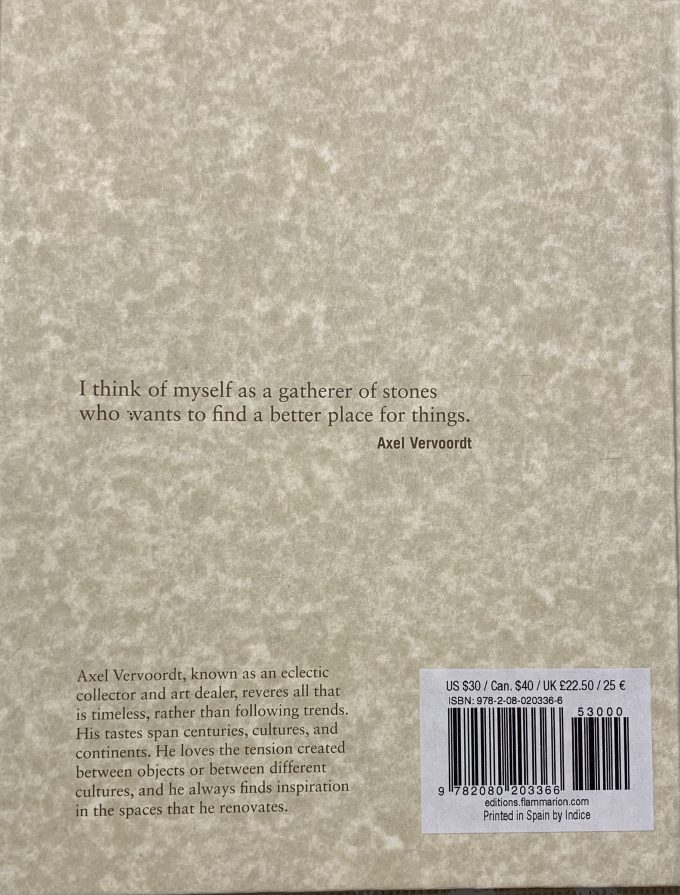 I think of myself as a gatherer of stones
who wants to find a better place for things.
Axel Vervoordt
Axel Vervoordt, known as an eclectic
collector and art dealer, reveres all that
is timeless, rather than following trends.
His tastes span centuries, cultures, and
continents. He loves the tension created
between objects or between different
cultures, and he always finds inspiration
in the spaces that he renovates.
US $30 / Can. $40 / UK £22.50 / 25 €
ISBN: 978-2-08-020336-6
53000
9 782080 203366
editions.flammarion.com
Printed in Spain by Indice